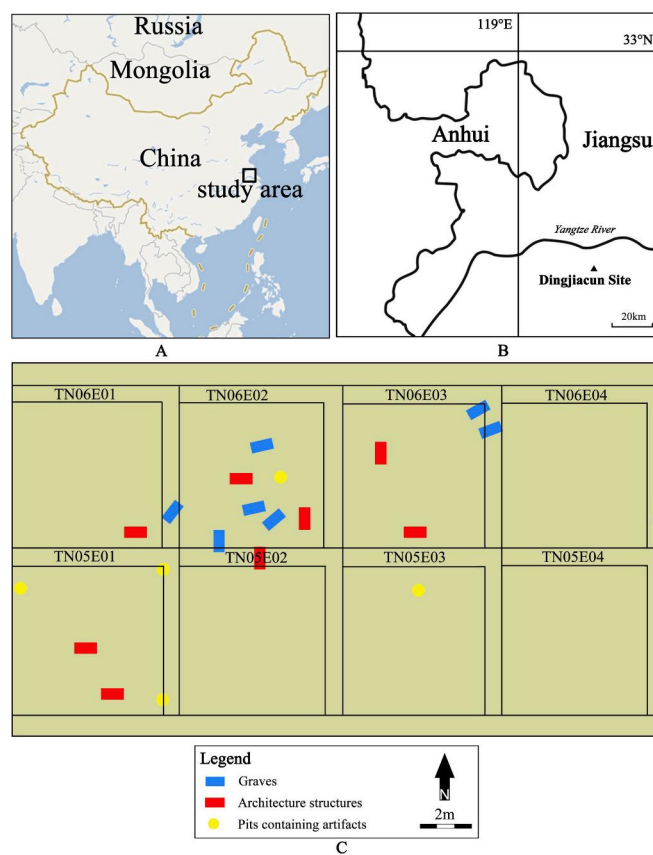 Russia
Mongolia
China
study area
A
119°E
33°N
Anhui
Jiangsu
Yangtze River
Dingjiacun Site
20km
B
TN06E01
TN06E02
TN06E03
TN06E04
TN05E01
TN05E02
TN05E03
TN05E04
Legend
Graves
Architecture structures
Pits containing artifacts
N
2m
C